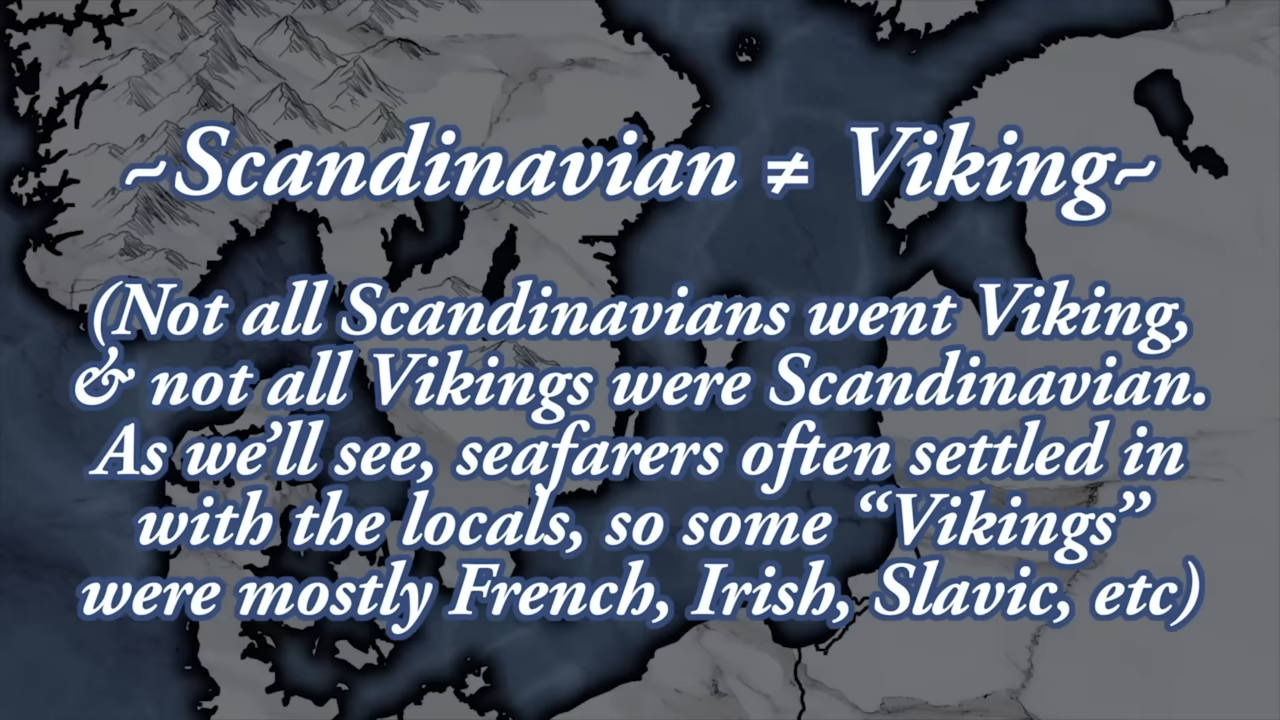 ~Scandinavian ≠ Viking~
(Not all Scandinavians went Viking,
& not all Vikings were Scandinavian.
As we’ll see, seafarers often settled in
with the locals, so some “Vikings”
were mostly French, Irish, Slavic, etc)